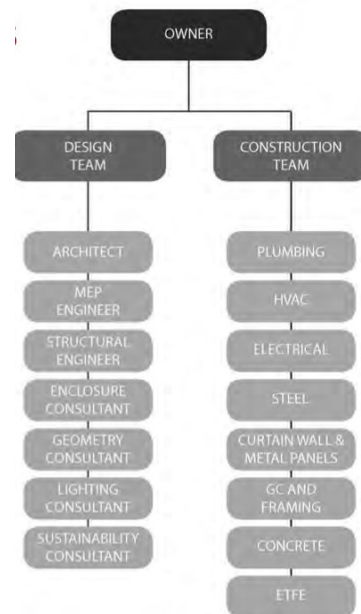 OWNER
DESIGN
TEAM
ARCHITECT
MEP
ENGINEER
STRUCTURAL
ENGINEER
ENCLOSURE
CONSULTANT
GEOMETRY
CONSULTANT
LIGHTING
CONSULTANT
SUSTAINABILITY
CONSULTANT
CONSTRUCTION
TEAM
PLUMBING
HVAC
ELECTRICAL
STEEL
CURTAIN WALL &
METAL PANELS
GC AND
FRAMING
CONCRETE
ETFE